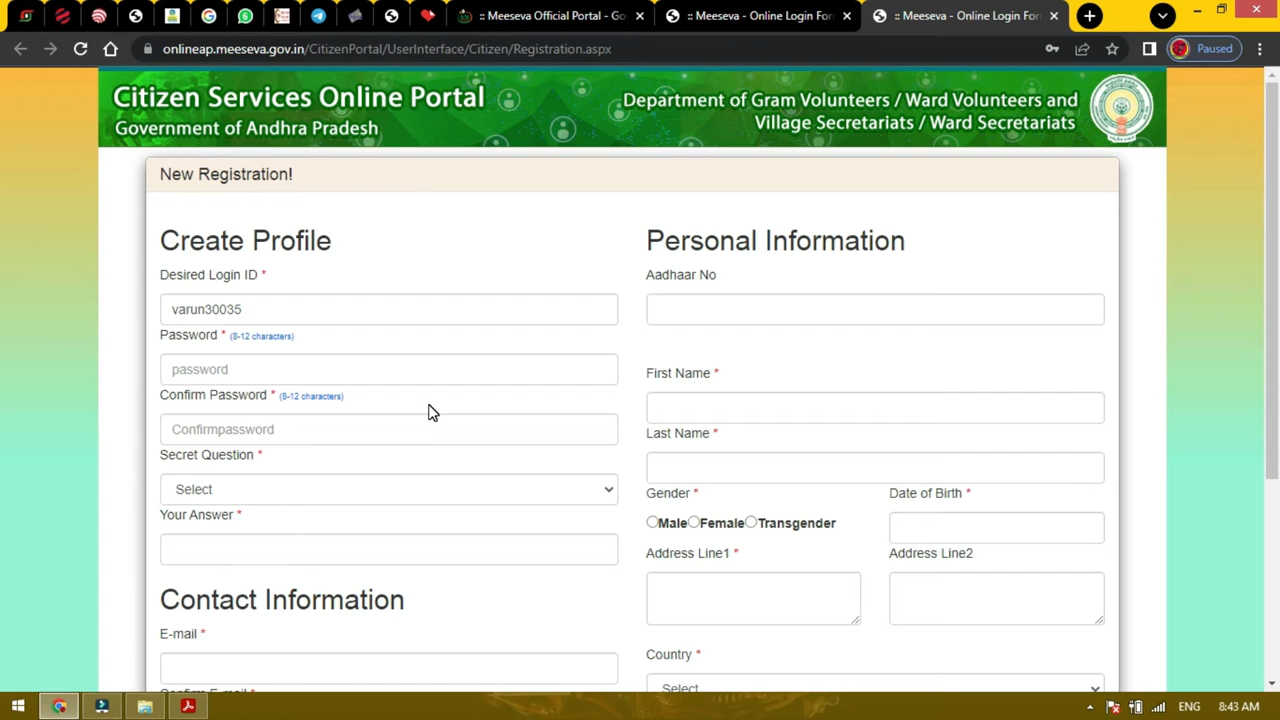 :: Meeseva Official Portal - Go
:: Meeseva - Online Login For
:: Meeseva - Online Login For
onlineap.meeseva.gov.in/CitizenPortal/UserInterface/Citizen/Registration.aspx
Paused
Citizen Services Online Portal
Government of Andhra Pradesh
Department of Gram Volunteers / Ward Volunteers and
Village Secretariats / Ward Secretariats
New Registration!
Create Profile
Desired Login ID *
varun30035
Password * (8-12 characters)
password
Confirm Password * (8-12 characters)
Confirmpassword
Secret Question *
Select
Your Answer *
Contact Information
E-mail *
Confirm E-mail *
Personal Information
Aadhaar No
First Name *
Last Name *
Gender *
Male Female Transgender
Date of Birth *
Address Line1 *
Address Line2
Country *
Select
ENG
8:43 AM